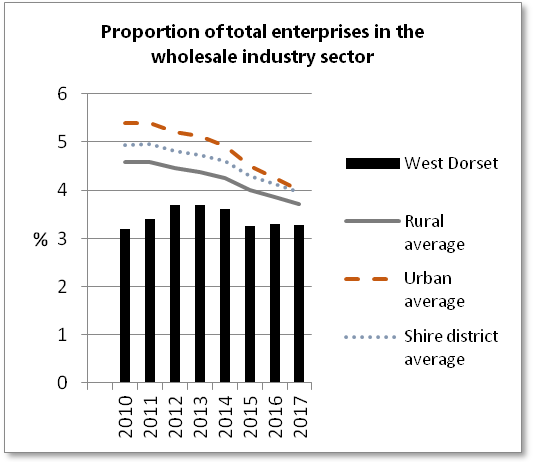 Proportion of total enterprises in the
wholesale industry sector
6
5
4
3
2
1
0
%
2010
2011
2012
2013
2014
2015
2016
2017
West Dorset
Rural
average
Urban
average
Shire district
average